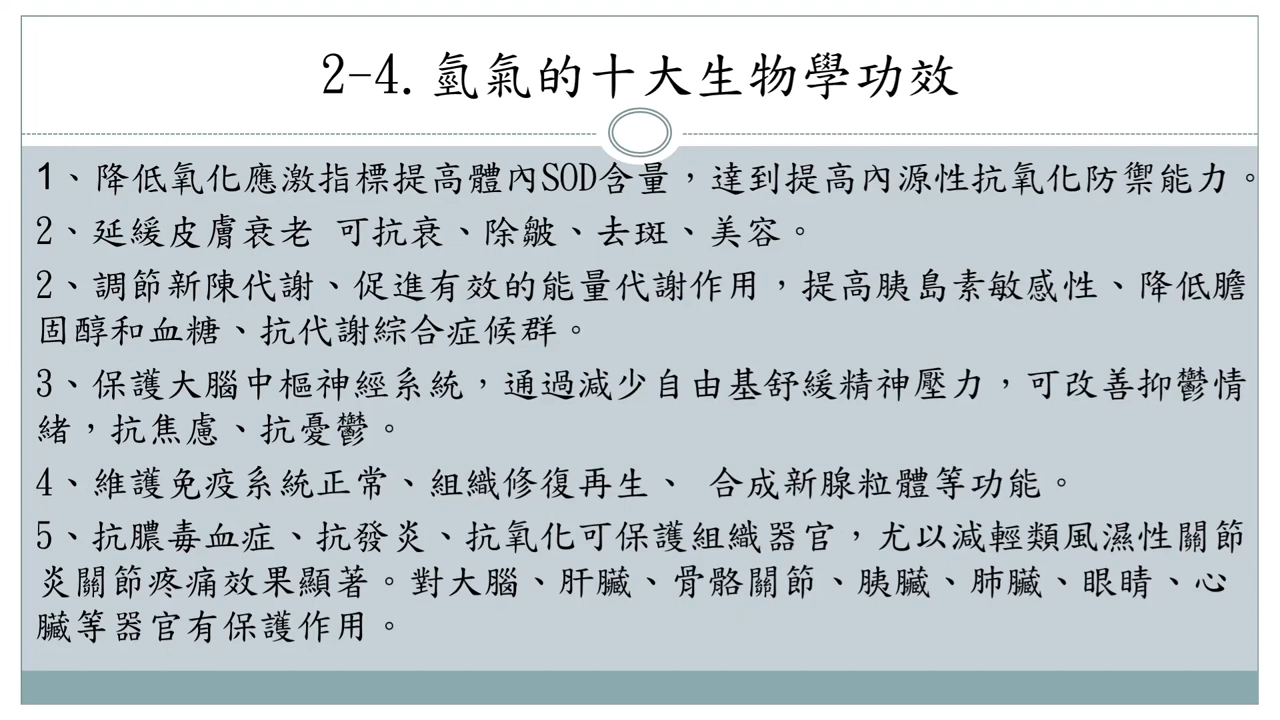 2-4.氫氣的十大生物學功效
1、降低氧化應激指標提高體內SOD含量，達到提高內源性抗氧化防禦能力。
2、延緩皮膚衰老 可抗衰、除皺、去斑、美容。
2、調節新陳代謝、促進有效的能量代謝作用，提高胰島素敏感性、降低膽
固醇和血糖、抗代謝綜合症候群。
3、保護大腦中樞神經系統，通過減少自由基舒緩精神壓力，可改善抑鬱情
緒，抗焦慮、抗憂鬱。
4、維護免疫系統正常、組織修復再生、 合成新腺粒體等功能。
5、抗膿毒血症、抗發炎、抗氧化可保護組織器官，尤以減輕類風濕性關節
炎關節疼痛效果顯著。對大腦、肝臟、骨骼關節、胰臟、肺臟、眼睛、心
臟等器官有保護作用。